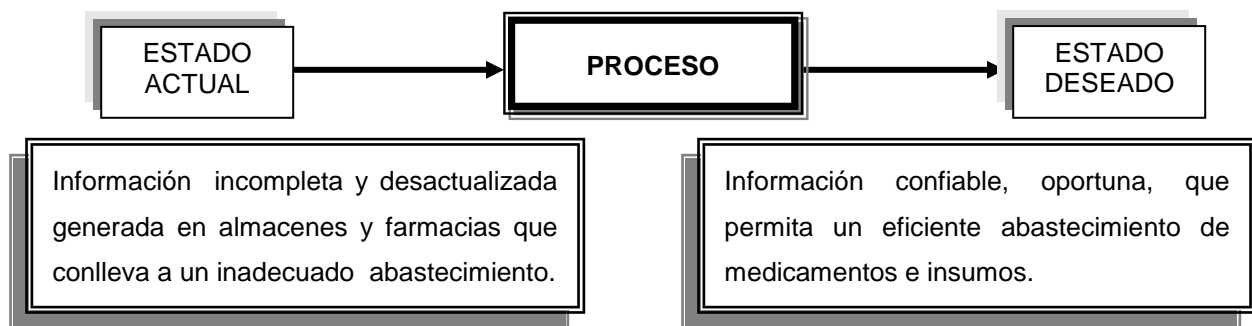 ESTADO
ACTUAL
PROCESO
ESTADO
DESEADO
Información incompleta y desactualizada
generada en almacenes y farmacias que
conlleva a un inadecuado abastecimiento.
Información confiable, oportuna, que
permita un eficiente abastecimiento de
medicamentos e insumos.